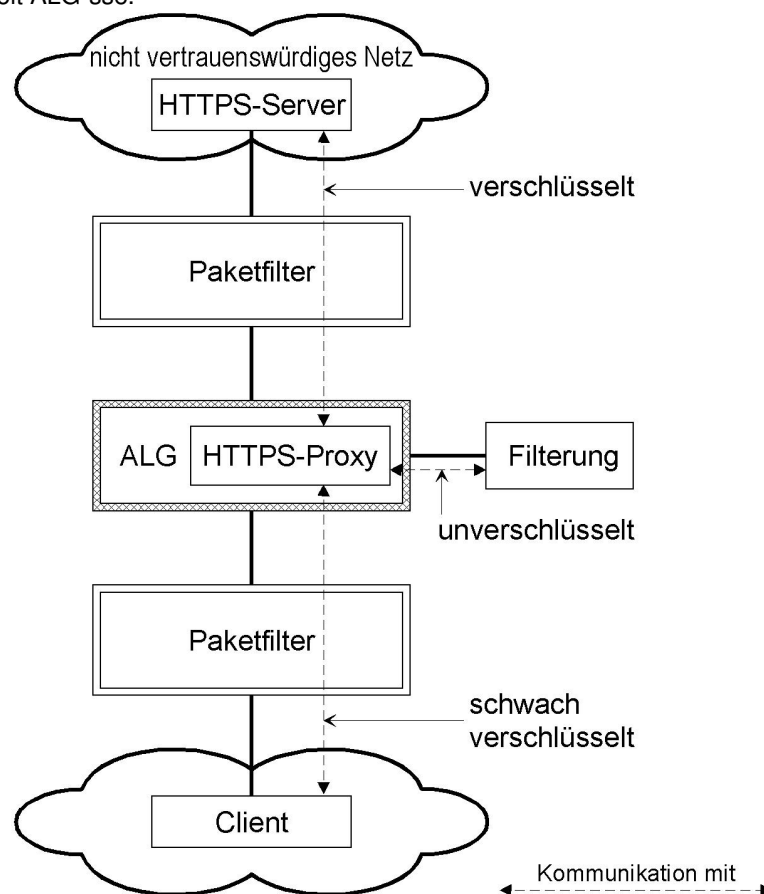 nicht vertrauenswürdiges Netz
HTTPS-Server
verschlüsselt
Paketfilter
ALG
HTTPS-Proxy
Filterung
unverschlüsselt
Paketfilter
schwach
verschlüsselt
Client
Kommunikation mit